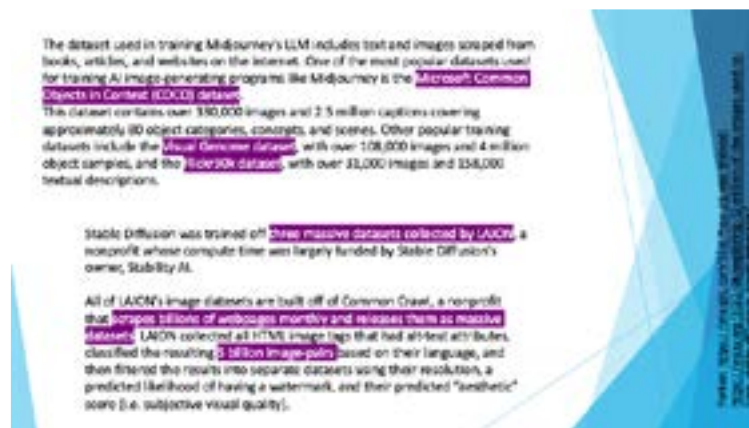 The dataset used in training Midjourney's LLM includes text and images scraped from
books, articles, and websites on the internet. One of the most popular datasets used
for training AI image-generating programs like Midjourney is the Microsoft Common
Objects in Context (COCO) dataset.
This dataset contains over 330,000 images and 2.5 million captions covering
approximately 80 object categories, concepts, and scenes. Other popular training
datasets include the Visual Genome dataset, with over 108,000 images and 4 million
object samples, and the Flickr30k dataset, with over 31,000 images and 158,000
textual descriptions.
Stable Diffusion was trained off three massive datasets collected by LAION, a
nonprofit whose compute time was largely funded by Stable Diffusion's
owner, Stability AI.
All of LAION's image datasets are built off of Common Crawl, a nonprofit
that scrapes billions of webpages monthly and releases them as massive
datasets. LAION collected all HTML image tags that had alt-text attributes,
classified the resulting 5 billion image-pairs based on their language, and
then filtered the results into separate datasets using their resolution, a
predicted likelihood of having a watermark, and their predicted "aesthetic"
score (i.e. subjective visual quality).